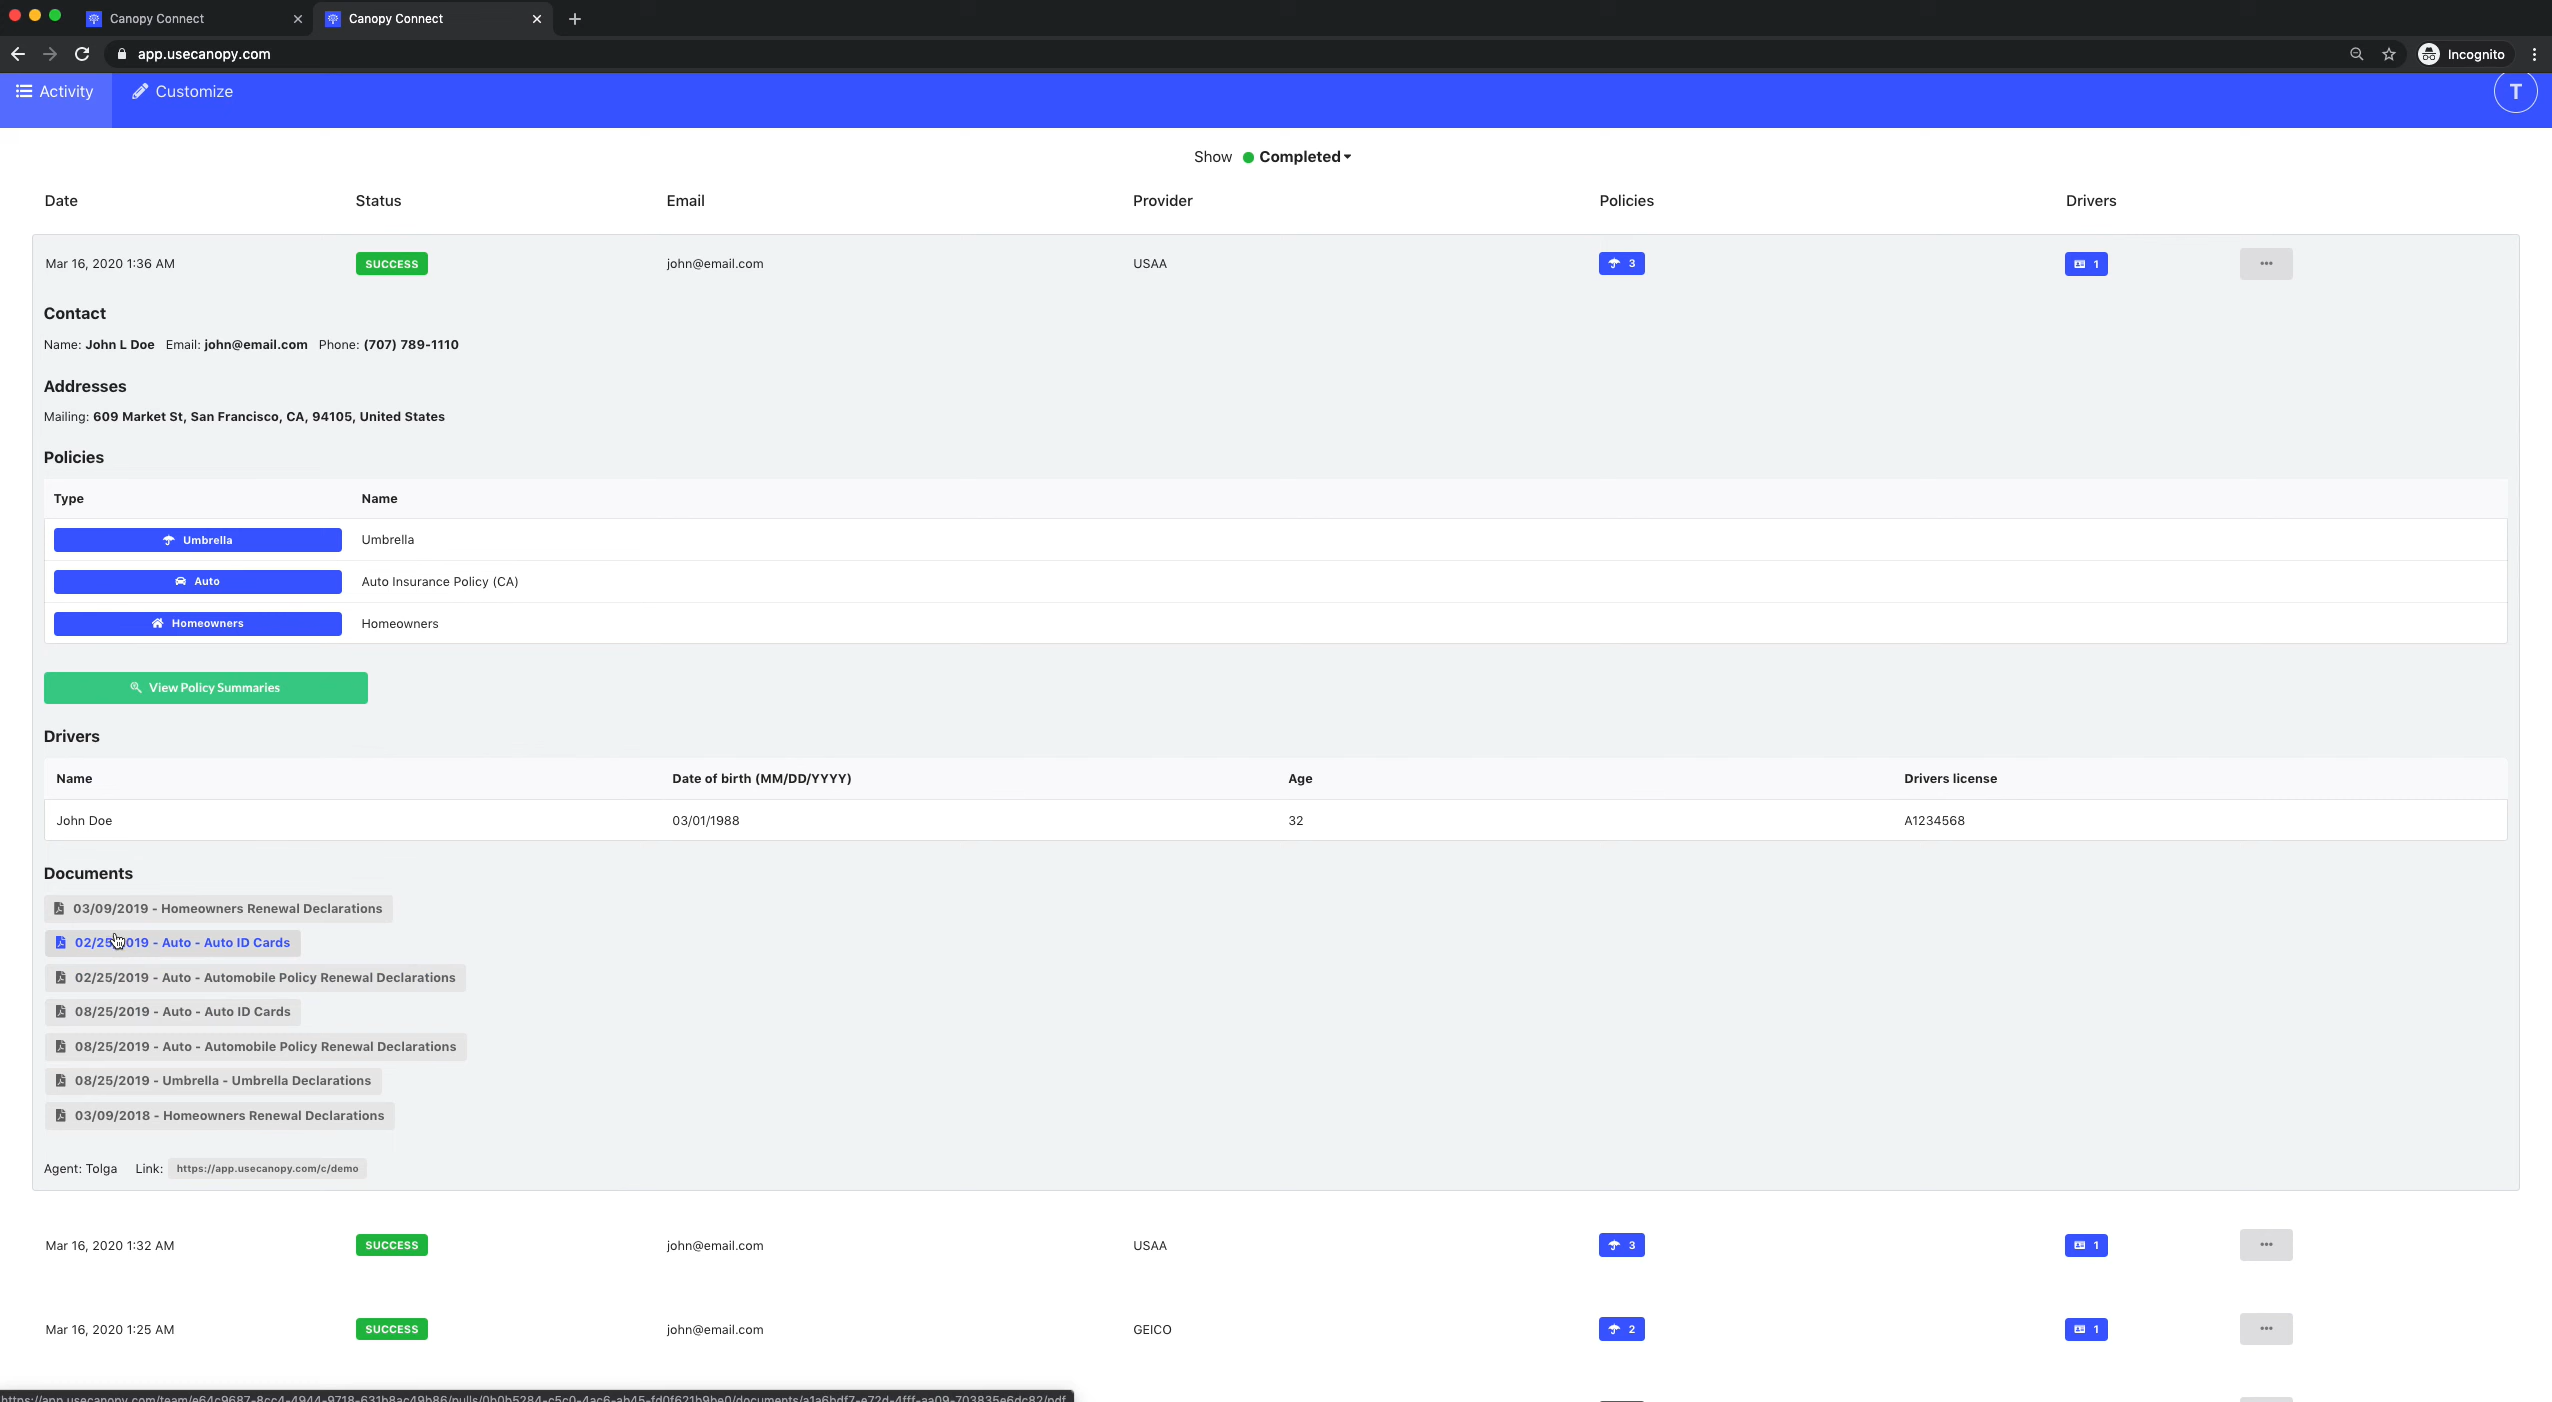 Canopy Connect
Canopy Connect
app.usecanopy.com
Incognito
Activity
Customize
T
Show Completed
Date Status Email Provider Policies Drivers
Mar 16, 2020 1:36 AM SUCCESS john@email.com USAA 3 1 •••
Contact
Name: John L Doe Email: john@email.com Phone: (707) 789-1110
Addresses
Mailing: 609 Market St, San Francisco, CA, 94105, United States
Policies
Type Name
Umbrella Umbrella
Auto Auto Insurance Policy (CA)
Homeowners Homeowners
View Policy Summaries
Drivers
Name Date of birth (MM/DD/YYYY) Age Drivers license
John Doe 03/01/1988 32 A1234568
Documents
03/09/2019 - Homeowners Renewal Declarations
02/25/2019 - Auto - Auto ID Cards
02/25/2019 - Auto - Automobile Policy Renewal Declarations
08/25/2019 - Auto - Auto ID Cards
08/25/2019 - Auto - Automobile Policy Renewal Declarations
08/25/2019 - Umbrella - Umbrella Declarations
03/09/2018 - Homeowners Renewal Declarations
Agent: Tolga Link: https://app.usecanopy.com/c/demo
Mar 16, 2020 1:32 AM SUCCESS john@email.com USAA 3 1 •••
Mar 16, 2020 1:25 AM SUCCESS john@email.com GEICO 2 1 •••